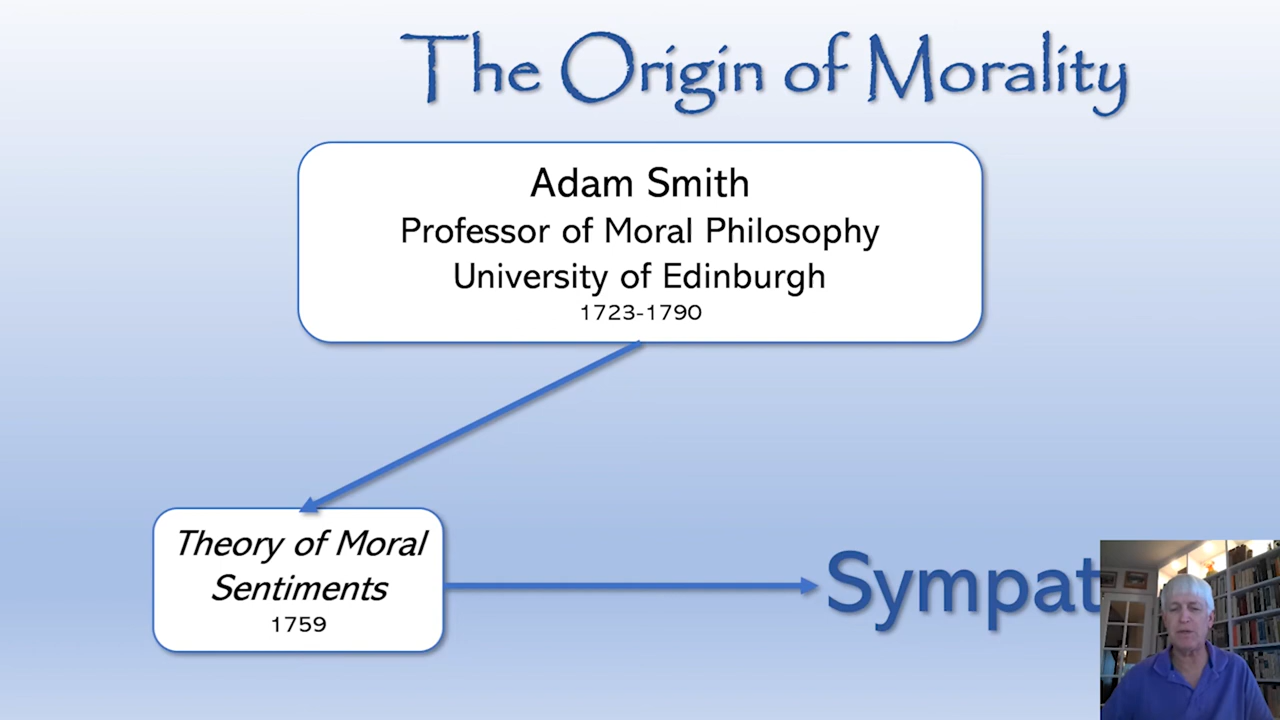 The Origin of Morality
Adam Smith
Professor of Moral Philosophy
University of Edinburgh
1723-1790
Theory of Moral
Sentiments
1759
Sympat